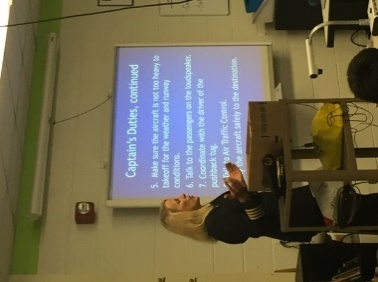 Captain's Duties, continued
5. Make sure the aircraft is not too heavy to
takeoff for the weather and runway
conditions.
6. Talk to the passengers on the loudspeaker.
7. Coordinate with the driver of the
pushback tug.
to Air Traffic Control.
the aircraft safely to the destination.